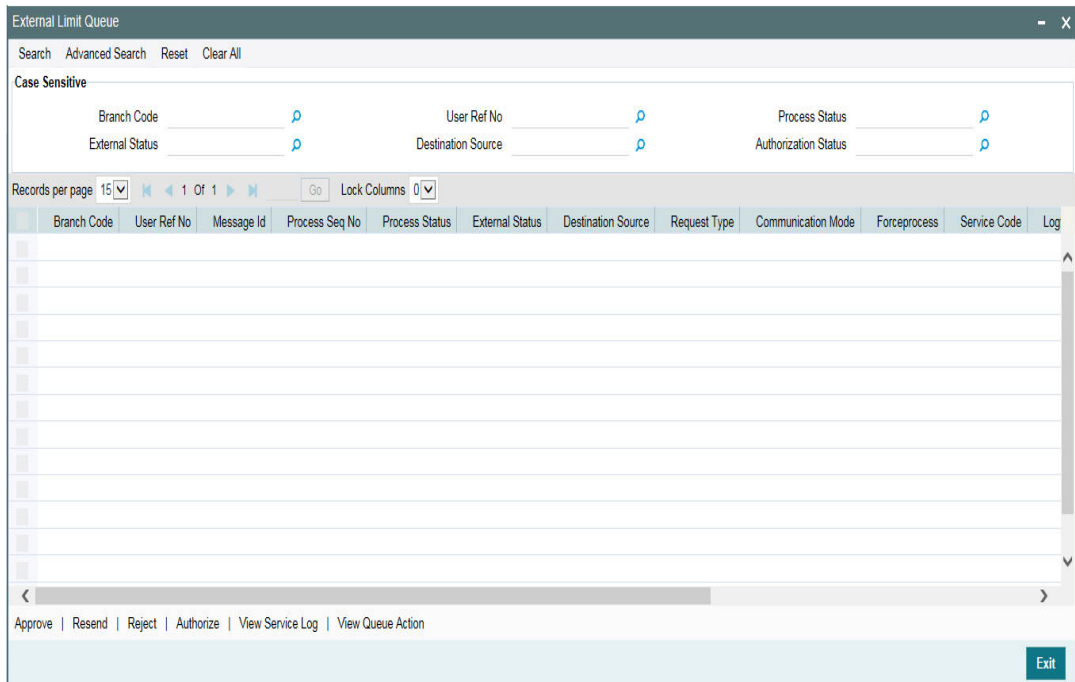 External Limit Queue - X
Search Advanced Search Reset Clear All
Case Sensitive
Branch Code User Ref No Process Status
External Status Destination Source Authorization Status
Records per page 15 1 Of 1 Go Lock Columns 0
Branch Code User Ref No Message Id Process Seq No Process Status External Status Destination Source Request Type Communication Mode Forceprocess Service Code Log
Approve | Resend | Reject | Authorize | View Service Log | View Queue Action
Exit